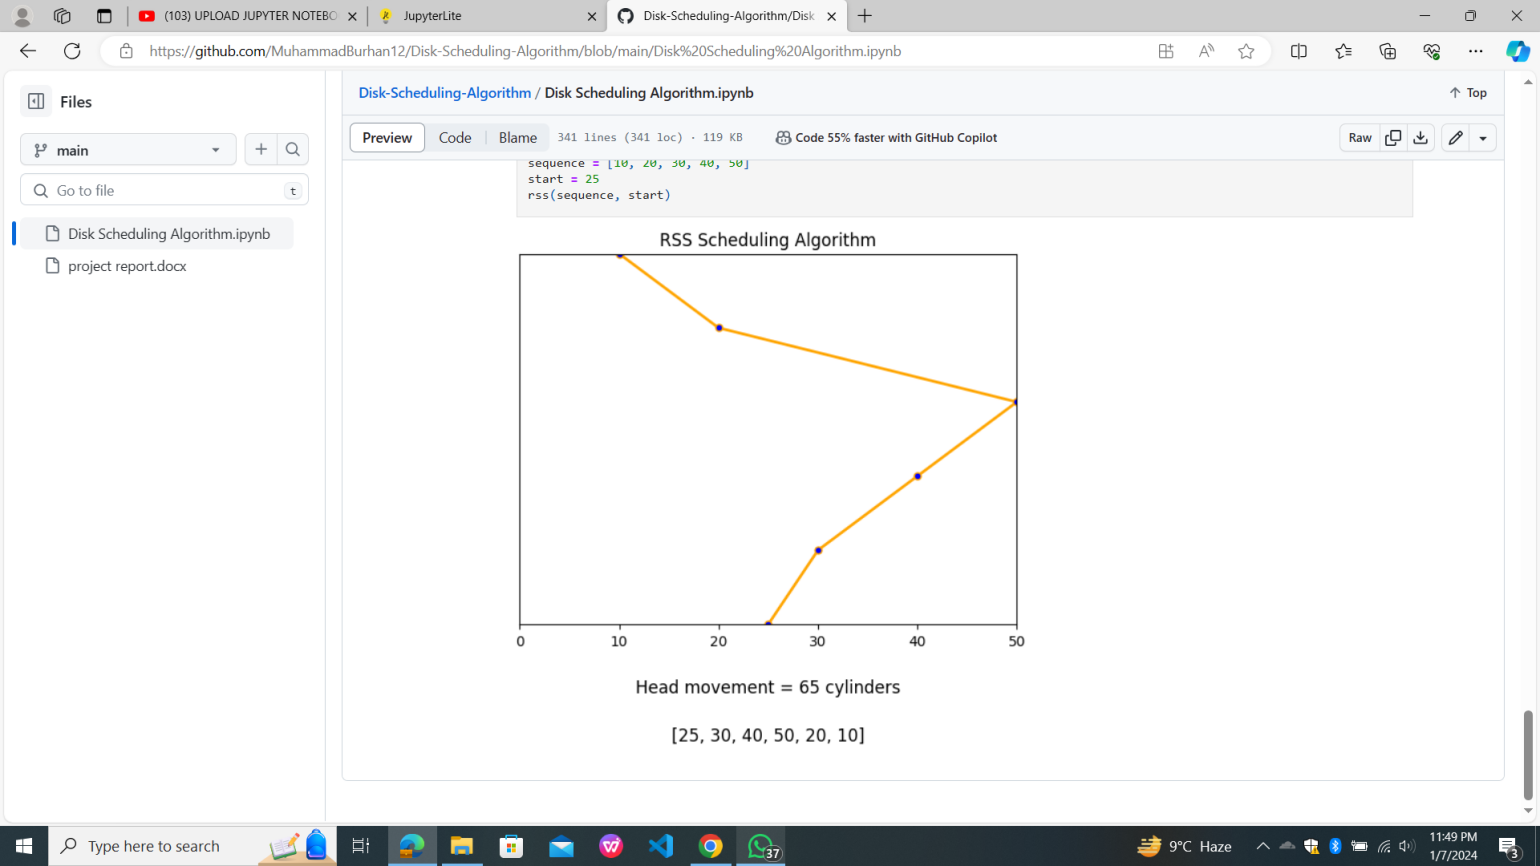 (103) UPLOAD JUPYTER NOTEBO
JupyterLite
Disk-Scheduling-Algorithm/Disk
https://github.com/MuhammadBurhan12/Disk-Scheduling-Algorithm/blob/main/Disk%20Scheduling%20Algorithm.ipynb
Files
main
Go to file
t
Disk Scheduling Algorithm.ipynb
project report.docx
Disk-Scheduling-Algorithm / Disk Scheduling Algorithm.ipynb
Top
Preview
Code
Blame
341 lines (341 loc) · 119 KB
Code 55% faster with GitHub Copilot
Raw
sequence = [10, 20, 30, 40, 50]
start = 25
rss(sequence, start)
RSS Scheduling Algorithm
0 10 20 30 40 50
Head movement = 65 cylinders
[25, 30, 40, 50, 20, 10]
Type here to search
37
9°C Haze
11:49 PM
1/7/2024
3